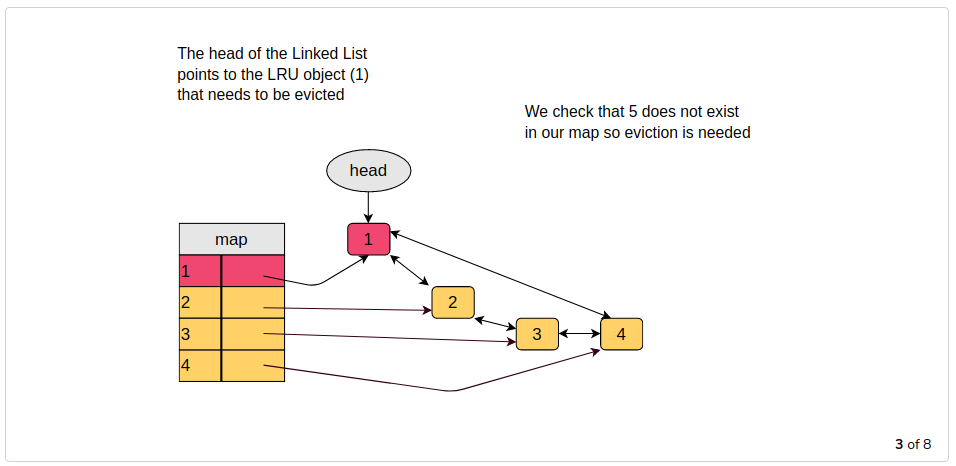 The head of the Linked List
points to the LRU object (1)
that needs to be evicted
We check that 5 does not exist
in our map so eviction is needed
head
map
1
1
2
2
3
3
4
4
3 of 8